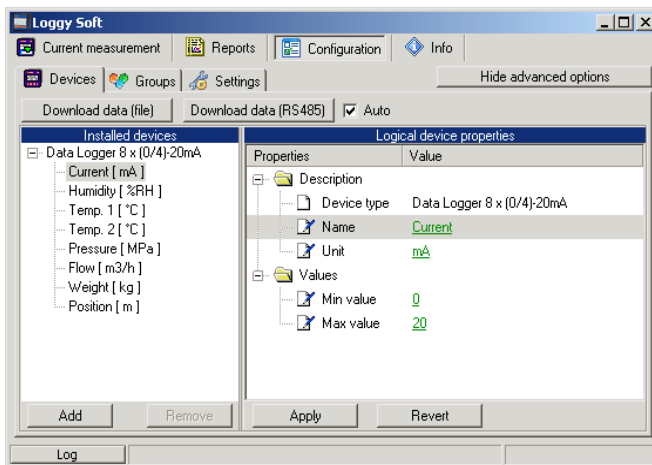 Loggy Soft
Current measurement Reports Configuration Info
Devices Groups Settings Hide advanced options
Download data (file) Download data (RS485) Auto
Installed devices
Data Logger 8 x (0/4)-20mA
Current [ mA ]
Humidity [ %RH ]
Temp. 1 [ °C ]
Temp. 2 [ °C ]
Pressure [ MPa ]
Flow [ m3/h ]
Weight [ kg ]
Position [ m ]
Add Remove
Logical device properties
Properties Value
Description
Device type Data Logger 8 x (0/4)-20mA
Name Current
Unit mA
Values
Min value 0
Max value 20
Apply Revert
Log